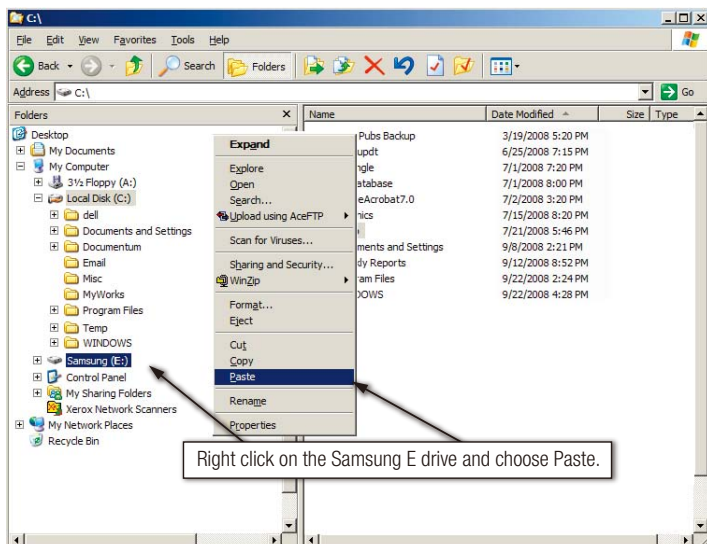 C:\
File Edit View Favorites Tools Help
Back Search Folders
Address C:\ Go
Folders X Name Date Modified Size Type
Desktop
My Documents
My Computer
3½ Floppy (A:)
Local Disk (C:)
dell
Documents and Settings
Documentum
Email
Misc
MyWorks
Program Files
Temp
WINDOWS
Samsung (E:)
Control Panel
My Sharing Folders
Xerox Network Scanners
My Network Places
Recycle Bin
Expand
Explore
Open
Search...
Upload using AceFTP
Scan for Viruses...
Sharing and Security...
WinZip
Format...
Eject
Cut
Copy
Paste
Rename
Properties
Pubs Backup 3/19/2008 5:20 PM
updt 6/25/2008 7:15 PM
ngle 7/1/2008 7:20 PM
atabase 7/1/2008 8:00 PM
eAcrobat7.0 7/2/2008 3:20 PM
nics 7/15/2008 8:20 PM
7/21/2008 5:46 PM
ments and Settings 9/8/2008 2:21 PM
dly Reports 9/12/2008 8:52 PM
ram Files 9/22/2008 2:24 PM
DOWS 9/22/2008 4:28 PM
Right click on the Samsung E drive and choose Paste.